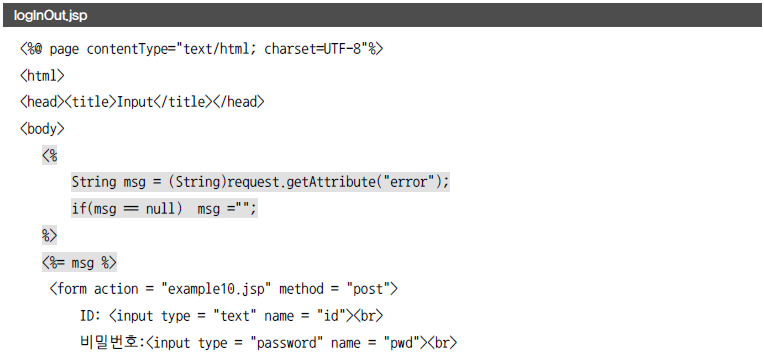 logInOut.jsp
<%@ page contentType="text/html; charset=UTF-8"%>
<html>
<head><title>Input</title></head>
<body>
<%
String msg = (String)request.getAttribute("error");
if(msg == null) msg ="";
%>
<%= msg %>
<form action = "example10.jsp" method = "post">
ID: <input type = "text" name = "id"><br>
비밀번호:<input type = "password" name = "pwd"><br>